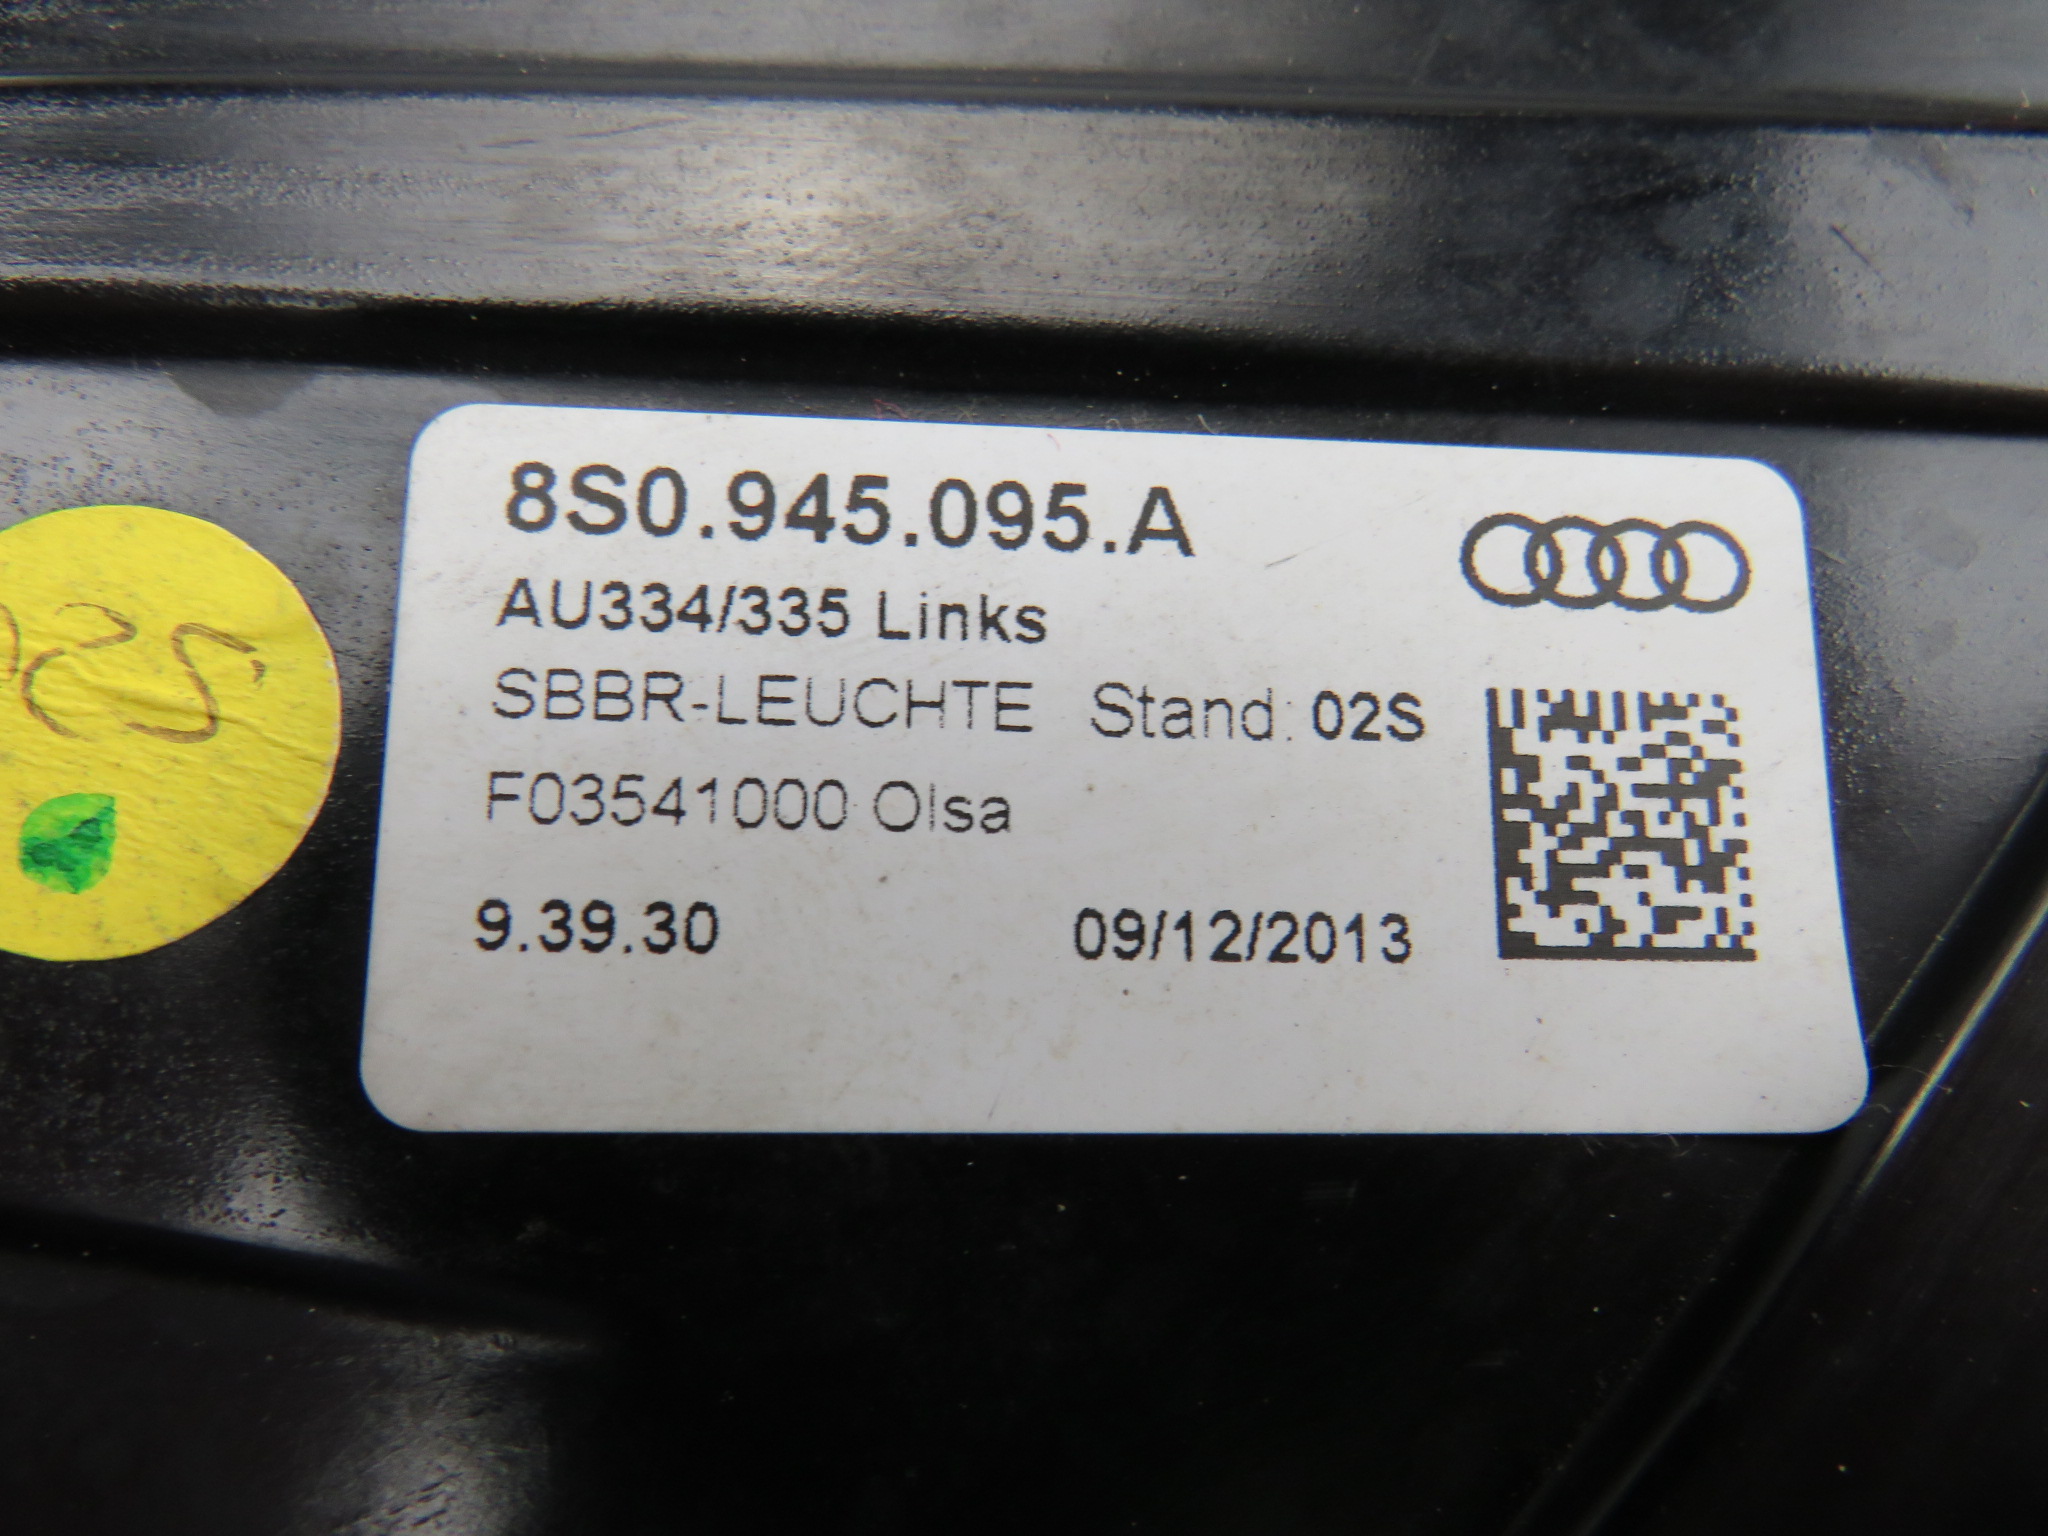 8S0.945.095.A
AU334/335 Links
SBBR-LEUCHTE Stand: 02S
F03541000 Olsa
9.39.30 09/12/2013